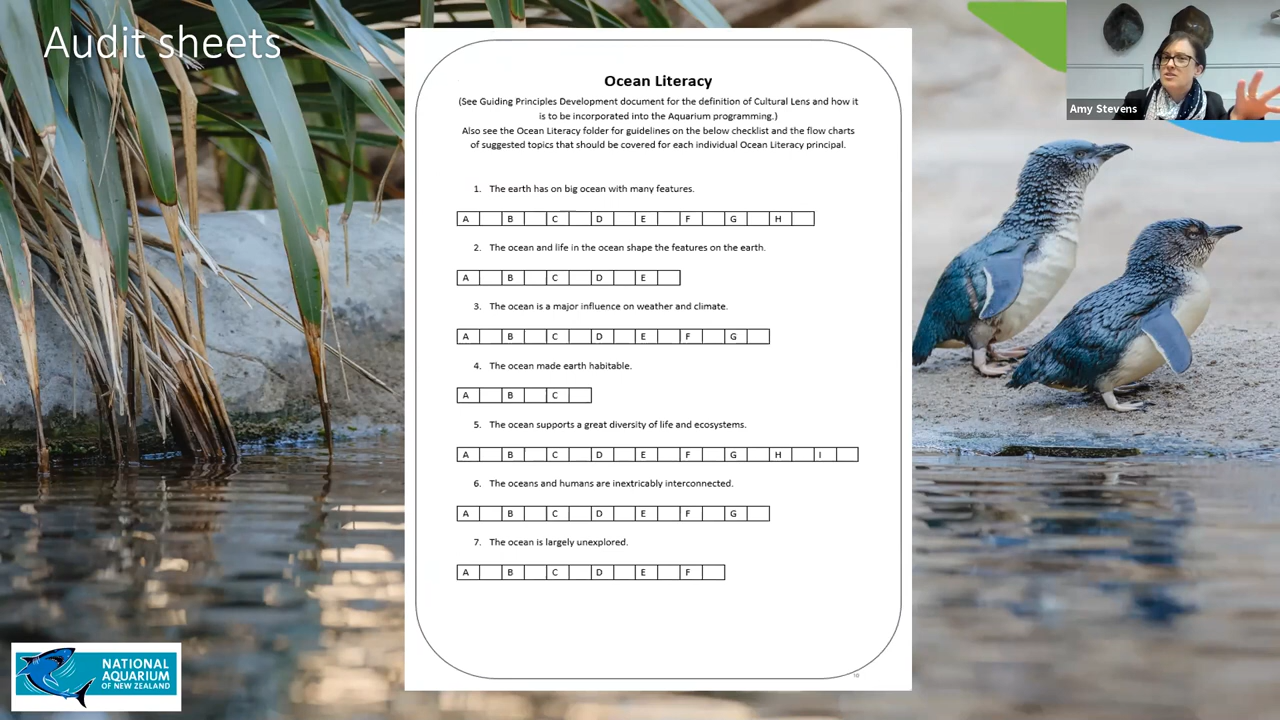 Audit sheets
Ocean Literacy
(See Guiding Principles Development document for the definition of Cultural Lens and how it
is to be incorporated into the Aquarium programming.)
Also see the Ocean Literacy folder for guidelines on the below checklist and the flow charts
of suggested topics that should be covered for each individual Ocean Literacy principal.
1. The earth has on big ocean with many features.
A B C D E F G H
2. The ocean and life in the ocean shape the features on the earth.
A B C D E
3. The ocean is a major influence on weather and climate.
A B C D E F G
4. The ocean made earth habitable.
A B C
5. The ocean supports a great diversity of life and ecosystems.
A B C D E F G H I
6. The oceans and humans are inextricably interconnected.
A B C D E F G
7. The ocean is largely unexplored.
A B C D E F
Amy Stevens
NATIONAL
AQUARIUM
OF NEW ZEALAND